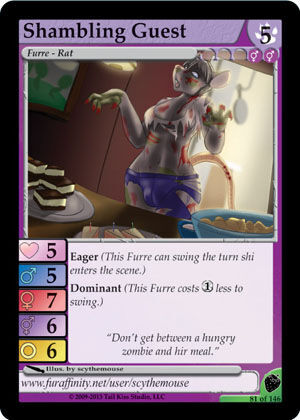 Shambling Guest
5
Furre - Rat
5
Eager (This Furre can swing the turn shi
enters the scene.)
5
Dominant (This Furre costs 1 less to
swing.)
7
6
"Don't get between a hungry
zombie and hir meal."
6
Illus. by scythemouse
www.furaffinity.net/user/scythemouse
81 of 146
© 2009-2013 Tail Kiss Studio, LLC